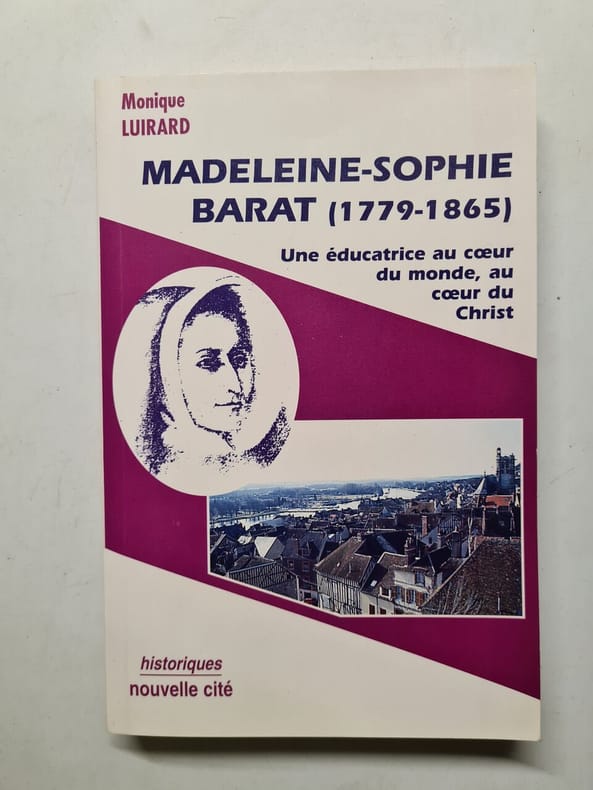 Monique
LUIRARD
MADELEINE-SOPHIE
BARAT (1779-1865)
Une éducatrice au cœur
du monde, au
cœur du
Christ
historiques
nouvelle cité